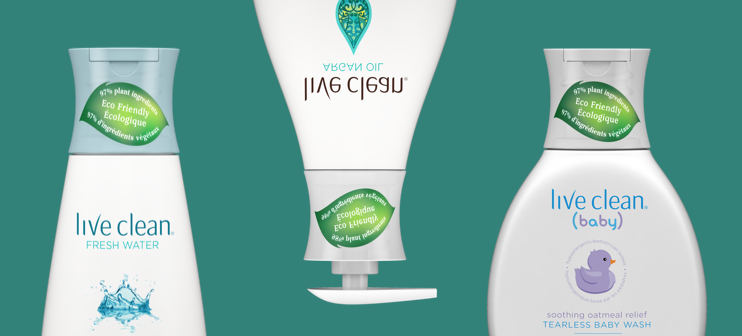 97% plant ingredients
Eco Friendly
Écologique
97% d'ingrédients végétaux
live clean®
FRESH WATER
ARGAN OIL
live clean®
98% d'ingrédients végétaux
Écologique
Eco Friendly
98% plant ingredients
97% plant ingredients
Eco Friendly
Écologique
97% d'ingrédients végétaux
live clean®
(baby)
soothing oatmeal relief
TEARLESS BABY WASH